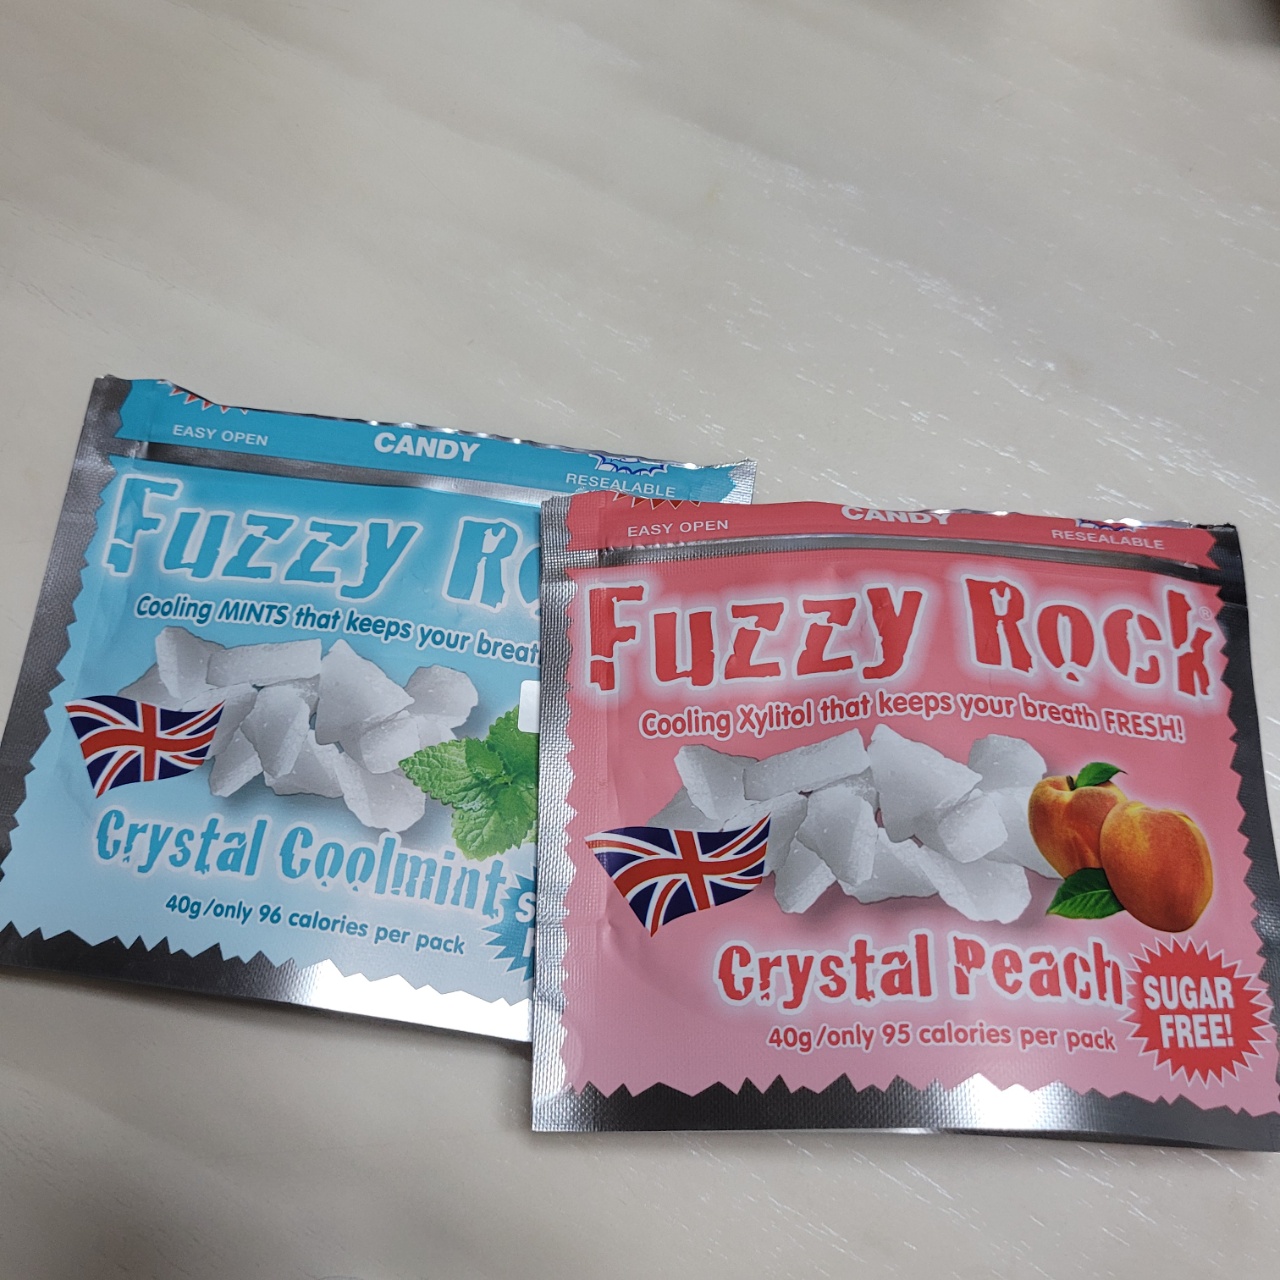 EASY OPEN
CANDY
RESEALABLE
Fuzzy
Cooling MINTS that keeps your
Crystal Coolmint
40g/only 96 calories per pack
EASY OPEN
CANDY
RESEALABLE
Fuzzy Rock®
Cooling Xylitol that keeps your breath FRESH!
Crystal Peach
40g/only 95 calories per pack
SUGAR
FREE!